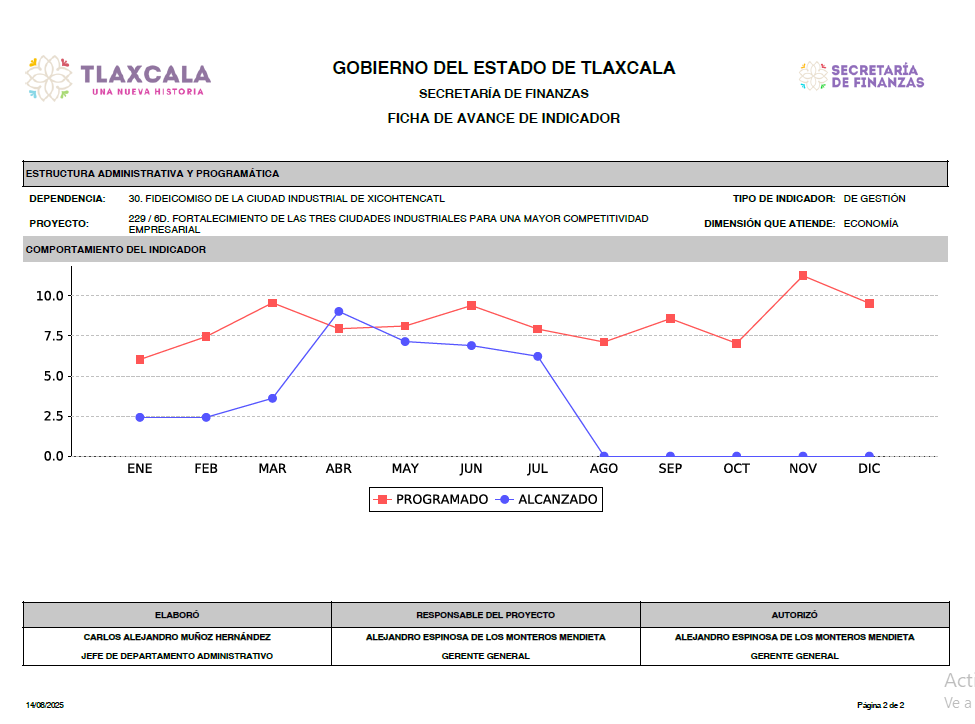 TLAXCALA
UNA NUEVA HISTORIA
GOBIERNO DEL ESTADO DE TLAXCALA
SECRETARÍA DE FINANZAS
FICHA DE AVANCE DE INDICADOR
SECRETARÍA
DE FINANZAS
ESTRUCTURA ADMINISTRATIVA Y PROGRAMÁTICA
DEPENDENCIA: 30. FIDEICOMISO DE LA CIUDAD INDUSTRIAL DE XICOHTENCATL TIPO DE INDICADOR: DE GESTIÓN
PROYECTO: 229 / 6D. FORTALECIMIENTO DE LAS TRES CIUDADES INDUSTRIALES PARA UNA MAYOR COMPETITIVIDAD
EMPRESARIAL DIMENSIÓN QUE ATIENDE: ECONOMÍA
COMPORTAMIENTO DEL INDICADOR
10.0
7.5
5.0
2.5
0.0
ENE FEB MAR ABR MAY JUN JUL AGO SEP OCT NOV DIC
PROGRAMADO ALCANZADO
ELABORÓ RESPONSABLE DEL PROYECTO AUTORIZÓ
CARLOS ALEJANDRO MUÑOZ HERNÁNDEZ ALEJANDRO ESPINOSA DE LOS MONTEROS MENDIETA ALEJANDRO ESPINOSA DE LOS MONTEROS MENDIETA
JEFE DE DEPARTAMENTO ADMINISTRATIVO GERENTE GENERAL GERENTE GENERAL
Acti
Ve a
14/08/2025 Página 2 de 2